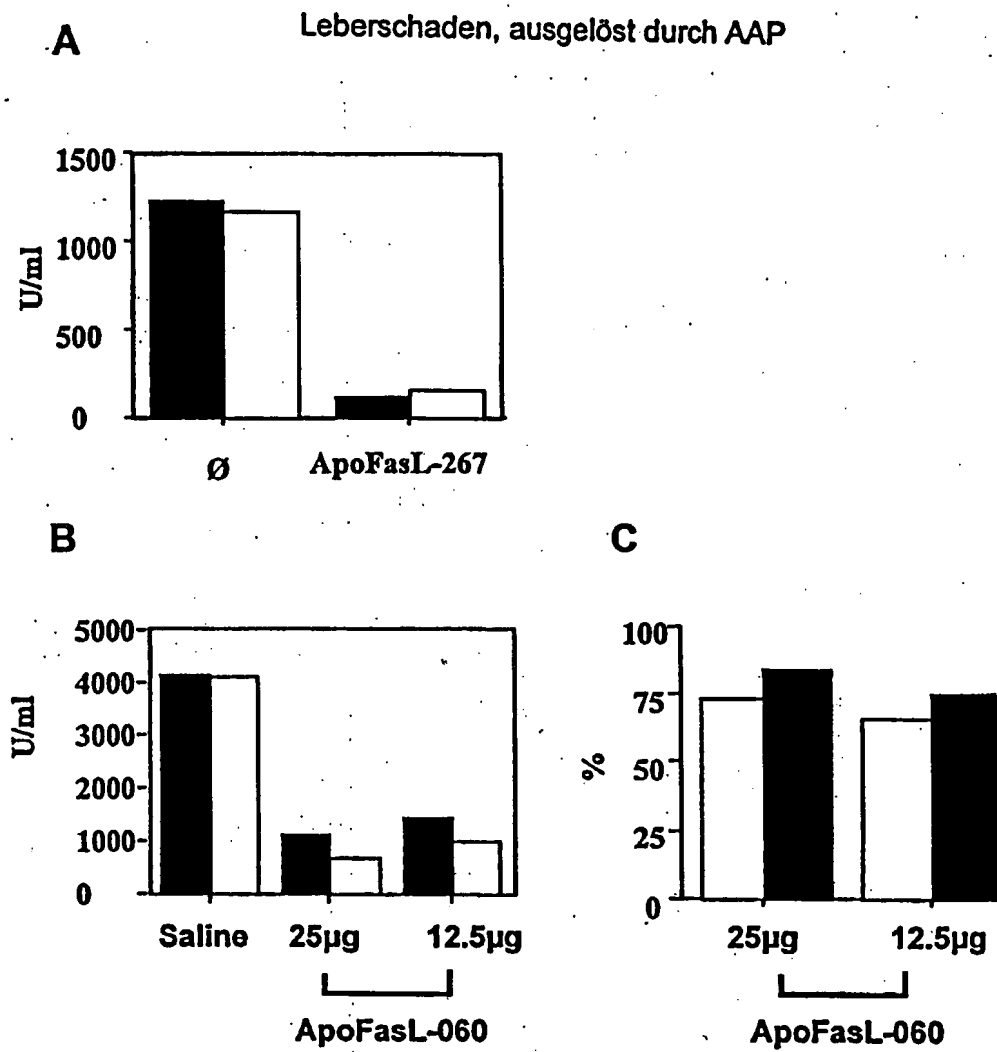 Leberschaden, ausgelöst durch AAP
A
1500
1000
500
0
U/ml
Ø ApoFasL-267
B
5000
4000
3000
2000
1000
0
U/ml
Saline 25µg 12.5µg
ApoFasL-060
C
100
75
50
25
0
%
25µg 12.5µg
ApoFasL-060